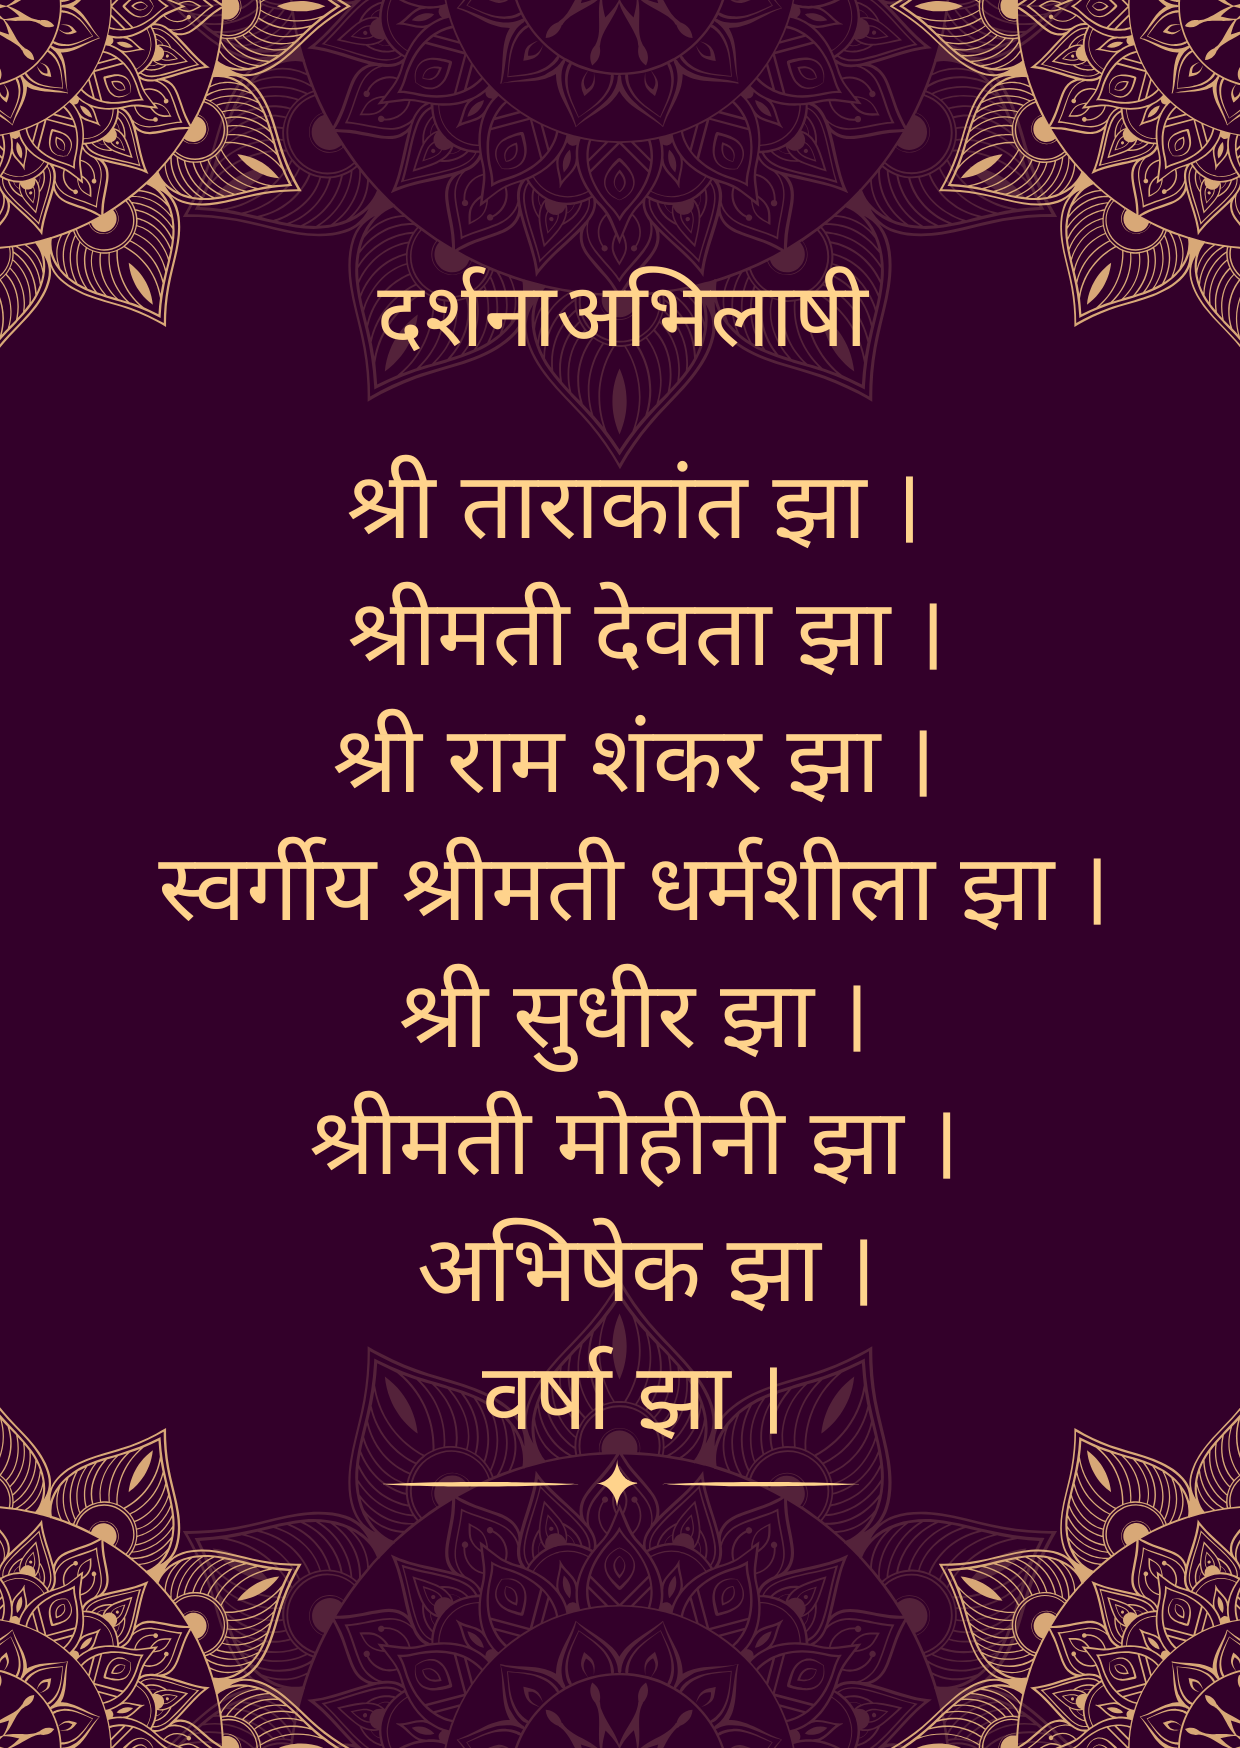 दर्शनाअभिलाषी
श्री ताराकांत झा ।
श्रीमती देवता झा ।
श्री राम शंकर झा ।
स्वर्गीय श्रीमती धर्मशीला झा ।
श्री सुधीर झा ।
श्रीमती मोहीनी झा ।
अभिषेक झा ।
वर्षा झा ।